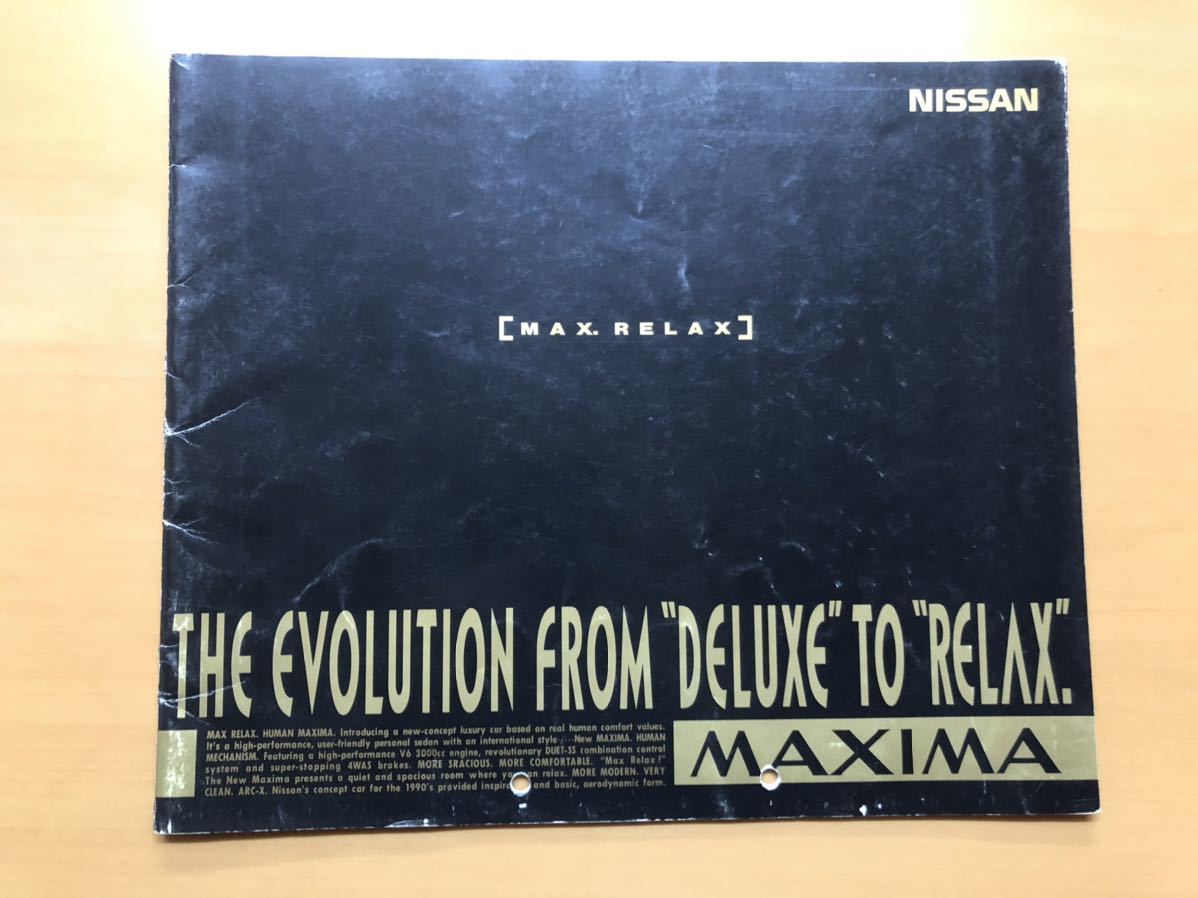 NISSAN
[MAX. RELAX]
THE EVOLUTION FROM "DELUXE" TO "RELAX".
MAX RELAX. HUMAN MAXIMA. Introducing a new-concept luxury car based on real human comfort values.
It's a high-performance, user-friendly personal sedan with an international style ... New MAXIMA. HUMAN
MECHANISM. Featuring a high-performance V6 3000cc engine, revolutionary DUET-SS combination control
system and super-stopping 4WAS brakes. MORE SRACIOUS. MORE COMFORTABLE. "Max Relax!"
The New Maxima presents a quiet and spacious room where you can relax. MORE MODERN. VERY
CLEAN. ARC-X. Nissan's concept car for the 1990's provided and basic, aerodynamic form.
MAXIMA